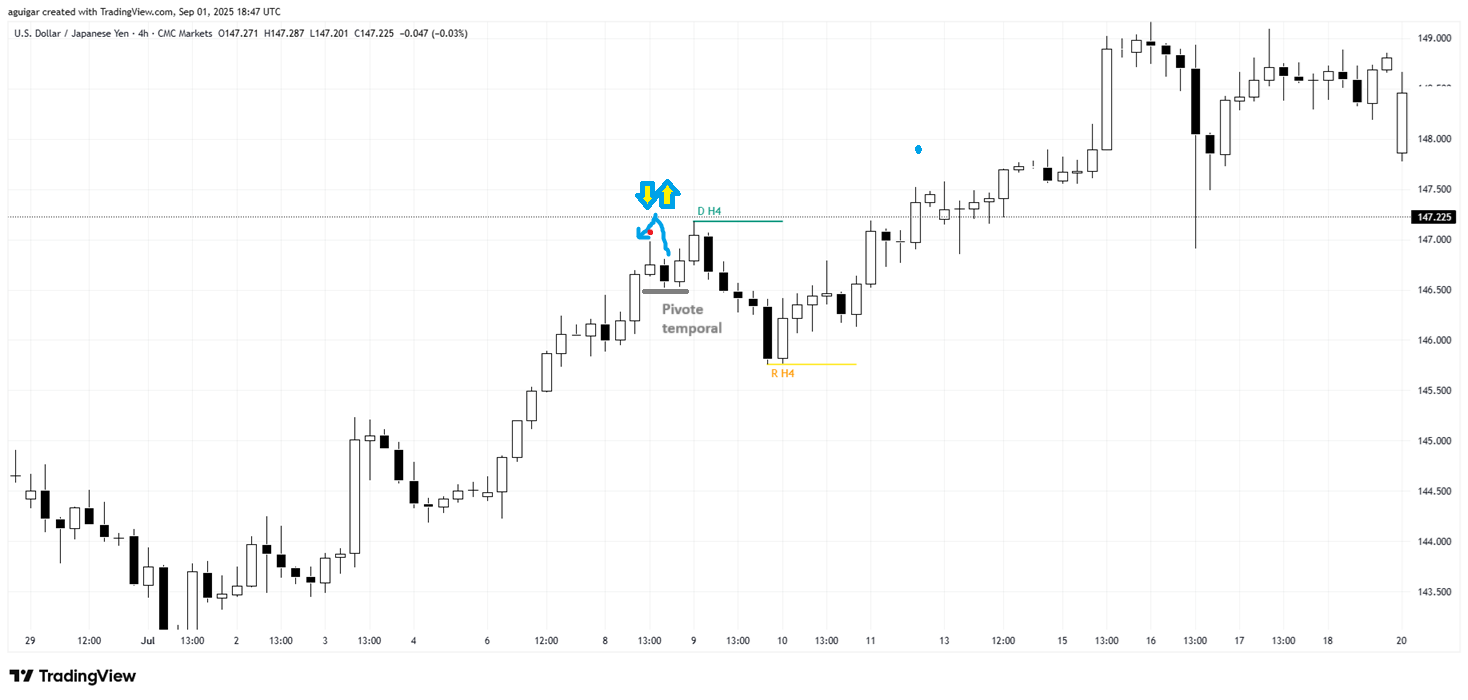 aguigar created with TradingView.com, Sep 01, 2025 18:47 UTC
U.S. Dollar / Japanese Yen · 4h · CMC Markets O147.271 H147.287 L147.201 C147.225 −0.047 (−0.03%)
149.000
148.000
147.500
D H4
147.225
147.000
146.500
Pivote
temporal
146.000
R H4
145.500
145.000
144.500
144.000
143.500
29 12:00 Jul 13:00 2 13:00 3 13:00 4 6 12:00 8 13:00 9 13:00 10 13:00 11 13 12:00 15 13:00 16 13:00 17 13:00 18 20
TradingView